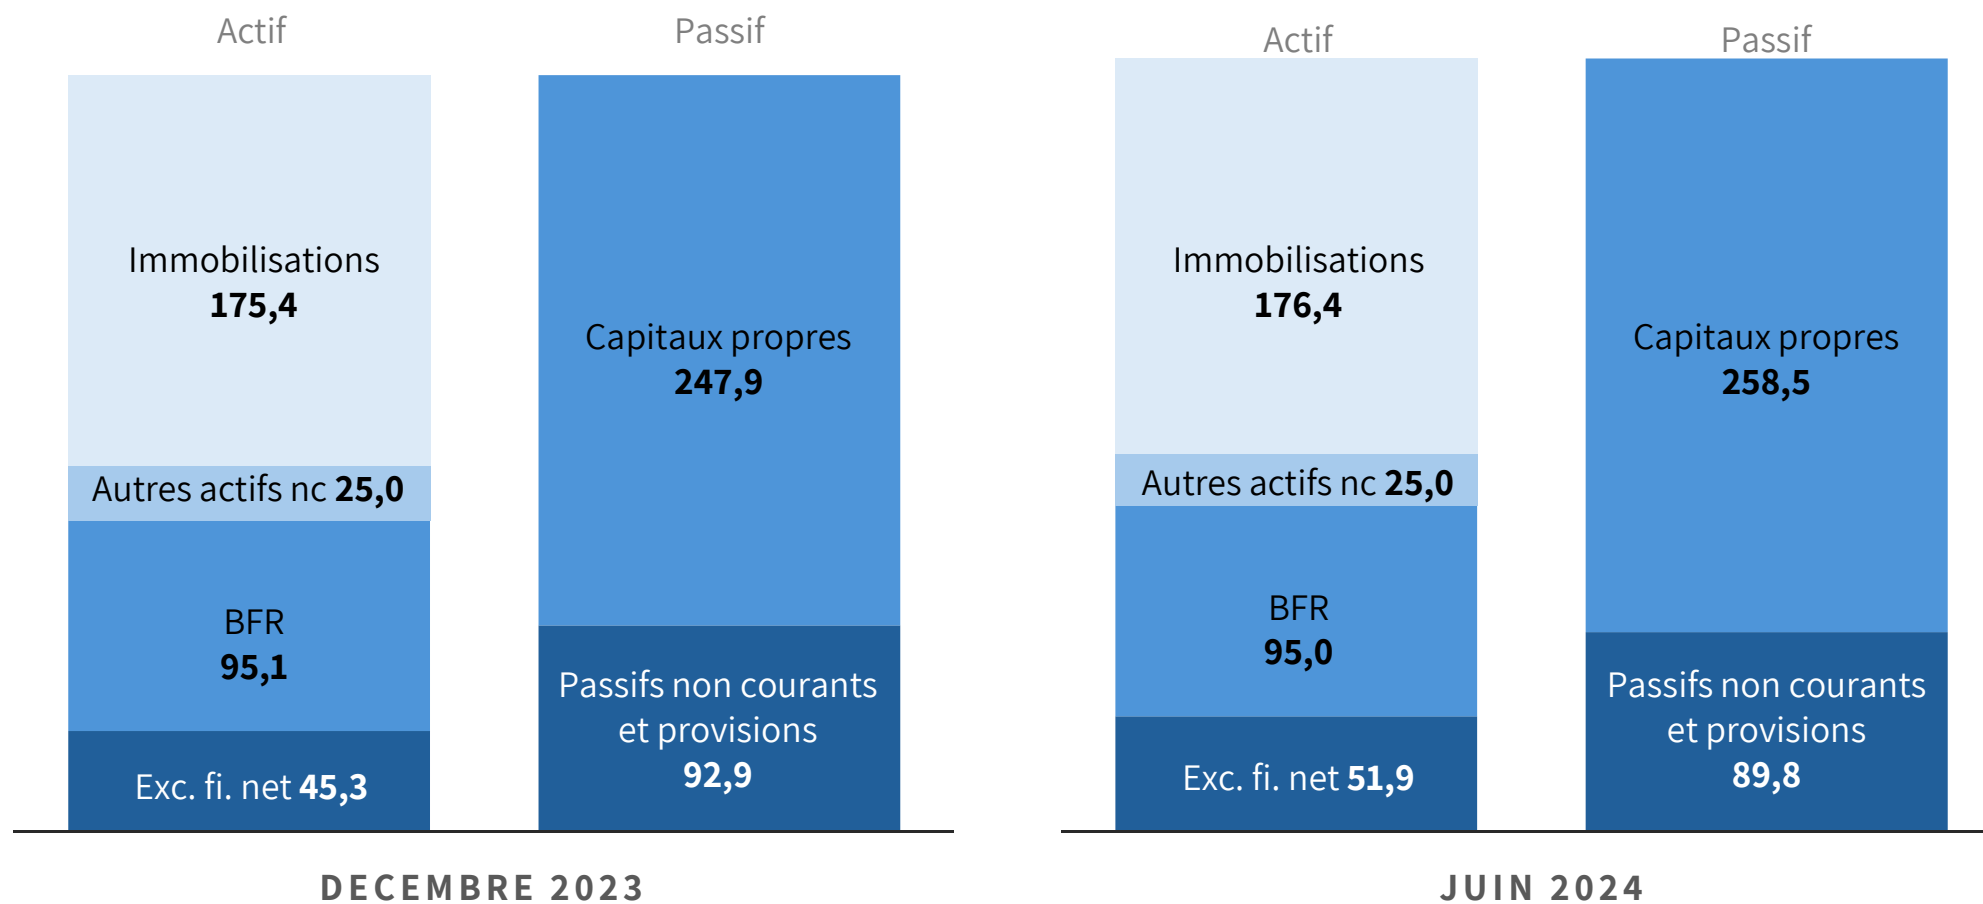 Actif
Passif
Immobilisations
175,4
Autres actifs nc 25,0
BFR
95,1
Exc. fi. net 45,3
Capitaux propres
247,9
Passifs non courants
et provisions
92,9
DECEMBRE 2023
Actif
Passif
Immobilisations
176,4
Autres actifs nc 25,0
BFR
95,0
Exc. fi. net 51,9
Capitaux propres
258,5
Passifs non courants
et provisions
89,8
JUIN 2024